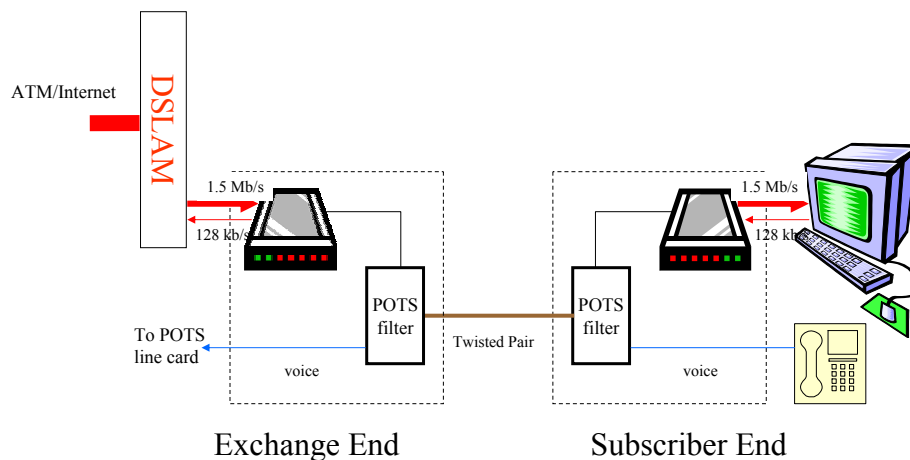 ATM/Internet
DSLAM
1.5 Mb/s
128 kb/s
POTS
filter
To POTS
line card
voice
Twisted Pair
1.5 Mb/s
128 kb/s
POTS
filter
voice
Exchange End
Subscriber End